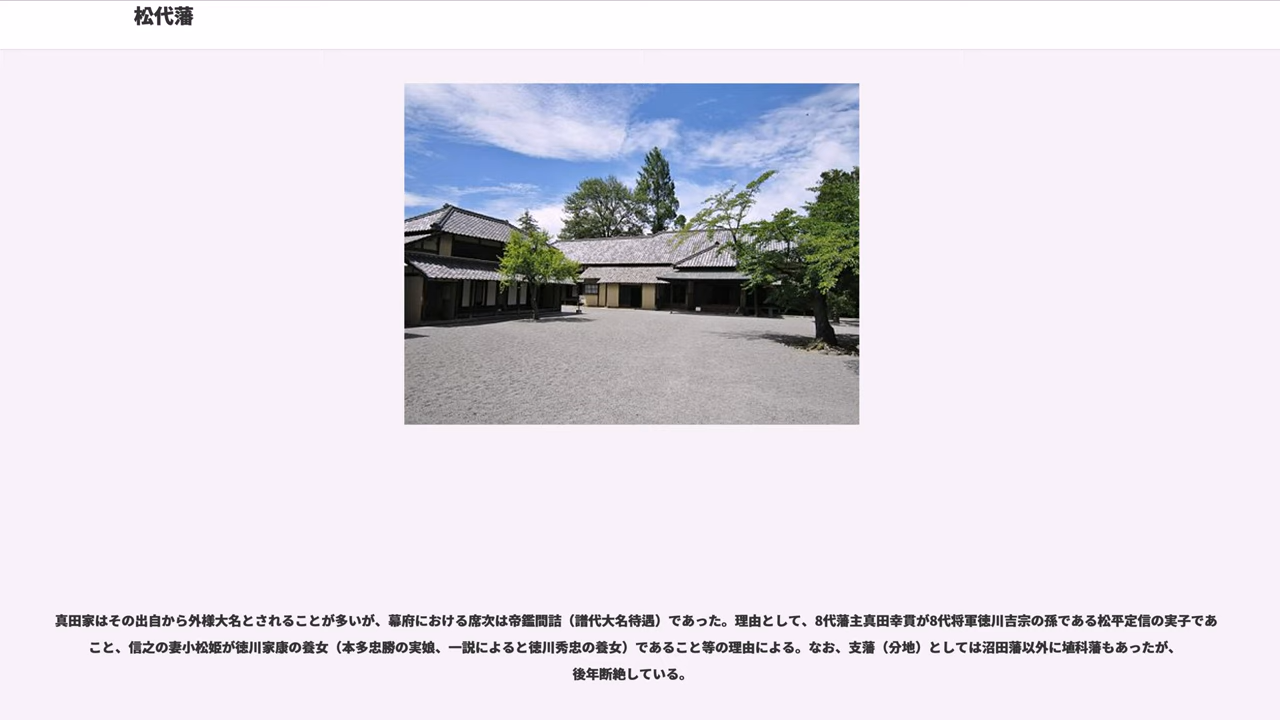 松代藩
真田家はその出自から外様大名とされることが多いが、幕府における席次は帝鑑間詰（譜代大名待遇）であった。理由として、8代藩主真田幸貫が8代将軍徳川吉宗の孫である松平定信の実子であ
こと、信之の妻小松姫が徳川家康の養女（本多忠勝の実娘、一説によると徳川秀忠の養女）であること等の理由による。なお、支藩（分地）としては沼田藩以外に埴科藩もあったが、
後年断絶している。